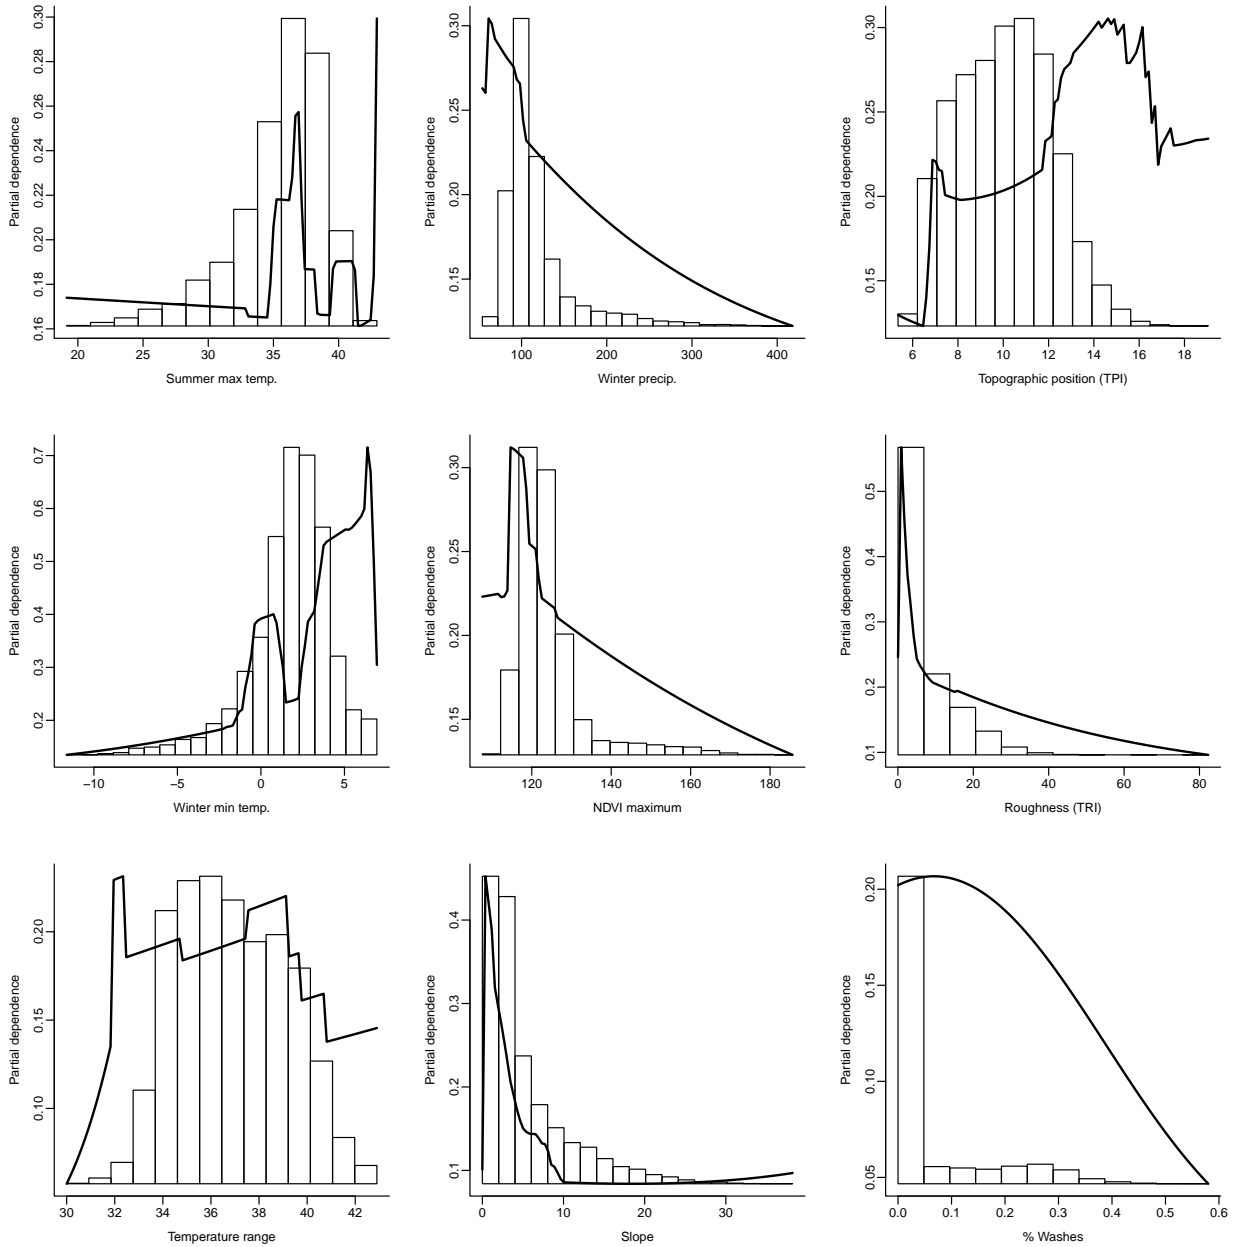 0.16 0.18 0.20 0.22 0.24 0.26 0.28 0.30
Partial dependence
20 25 30 35 40
Summer max temp.
0.15 0.20 0.25 0.30
Partial dependence
100 200 300 400
Winter precip.
0.15 0.20 0.25 0.30
Partial dependence
6 8 10 12 14 16 18
Topographic position (TPI)
0.2 0.3 0.4 0.5 0.6 0.7
Partial dependence
−10 −5 0 5
Winter min temp.
0.15 0.20 0.25 0.30
Partial dependence
120 140 160 180
NDVI maximum
0.1 0.2 0.3 0.4 0.5
Partial dependence
0 20 40 60 80
Roughness (TRI)
0.10 0.15 0.20
Partial dependence
30 32 34 36 38 40 42
Temperature range
0.1 0.2 0.3 0.4
Partial dependence
0 10 20 30
Slope
0.05 0.10 0.15 0.20
Partial dependence
0.0 0.1 0.2 0.3 0.4 0.5 0.6
% Washes